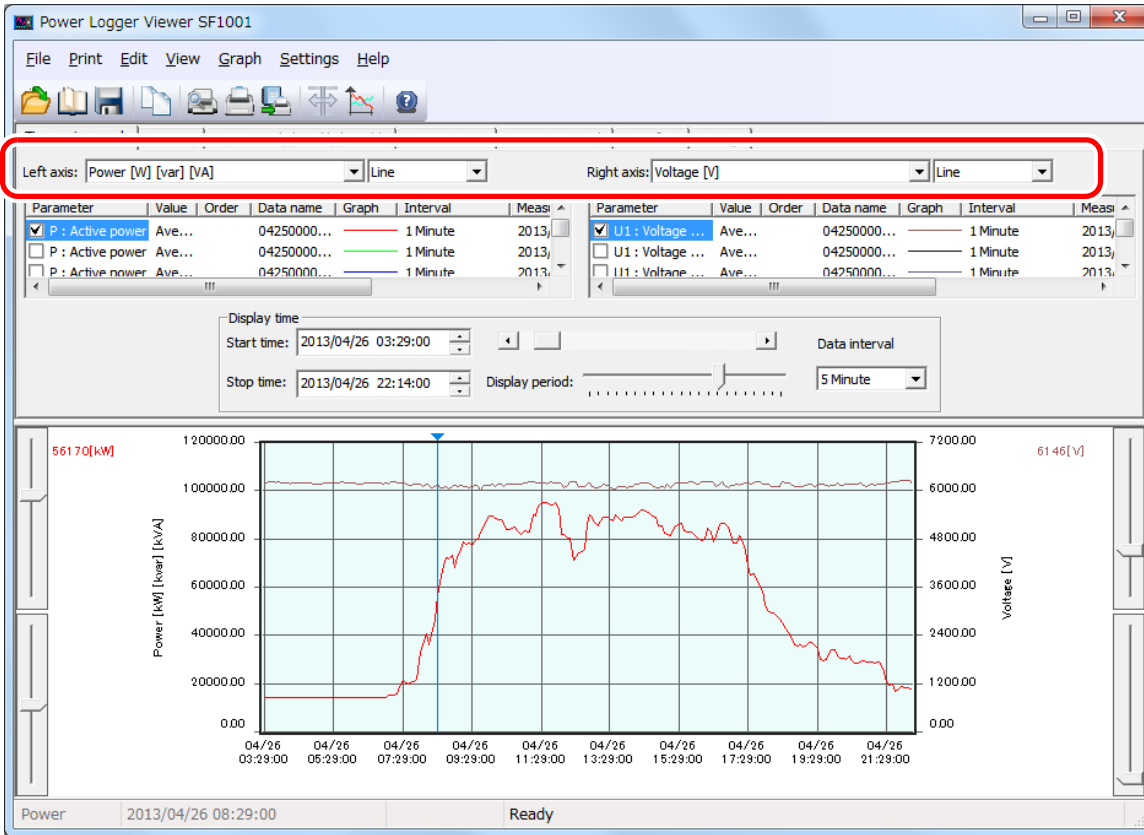 Power Logger Viewer SF1001
File Print Edit View Graph Settings Help
Left axis: Power [W] [var] [VA] Line Right axis: Voltage [V] Line
Parameter Value Order Data name Graph Interval Parameter Value Order Data name Graph Interval
P : Active power Ave... 04250000... 1 Minute 2013/ U1 : Voltage ... Ave... 04250000... 1 Minute 2013/
P : Active power Ave... 04250000... 1 Minute 2013/ U1 : Voltage ... Ave... 04250000... 1 Minute 2013/
P : Active power Ave... 04250000... 1 Minute 2013/ U1 : Voltage ... Ave... 04250000... 1 Minute 2013/
Display time
Start time: 2013/04/26 03:29:00 Data interval
Stop time: 2013/04/26 22:14:00 Display period: 5 Minute
56170[kW] 120000.00 7200.00 6146[V]
100000.00 6000.00
80000.00 4800.00
60000.00 3600.00
40000.00 2400.00
20000.00 1200.00
0.00 0.00
Power [kW] [kvar] [kVA]
Voltage [V]
04/26 04/26 04/26 04/26 04/26 04/26 04/26 04/26 04/26 04/26
03:29:00 05:29:00 07:29:00 09:29:00 11:29:00 13:29:00 15:29:00 17:29:00 19:29:00 21:29:00
Power 2013/04/26 08:29:00 Ready